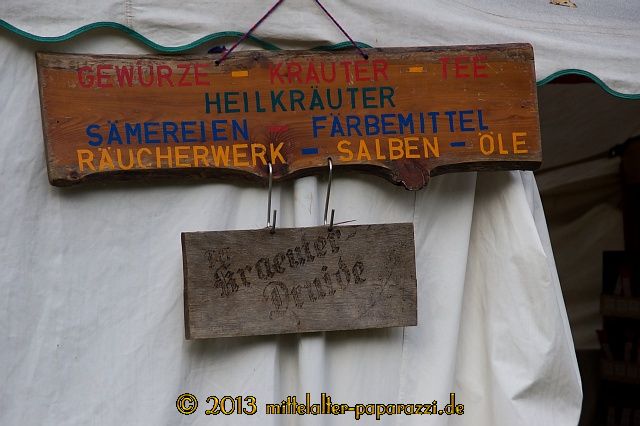 GEWÜRZE - KRÄUTER - TEE
HEILKRÄUTER
SÄMEREIEN FÄRBEMITTEL
RÄUCHERWERK - SALBEN - ÖLE
Kraeuter
Druide
© 2013 mittelalter-paparazzi.de